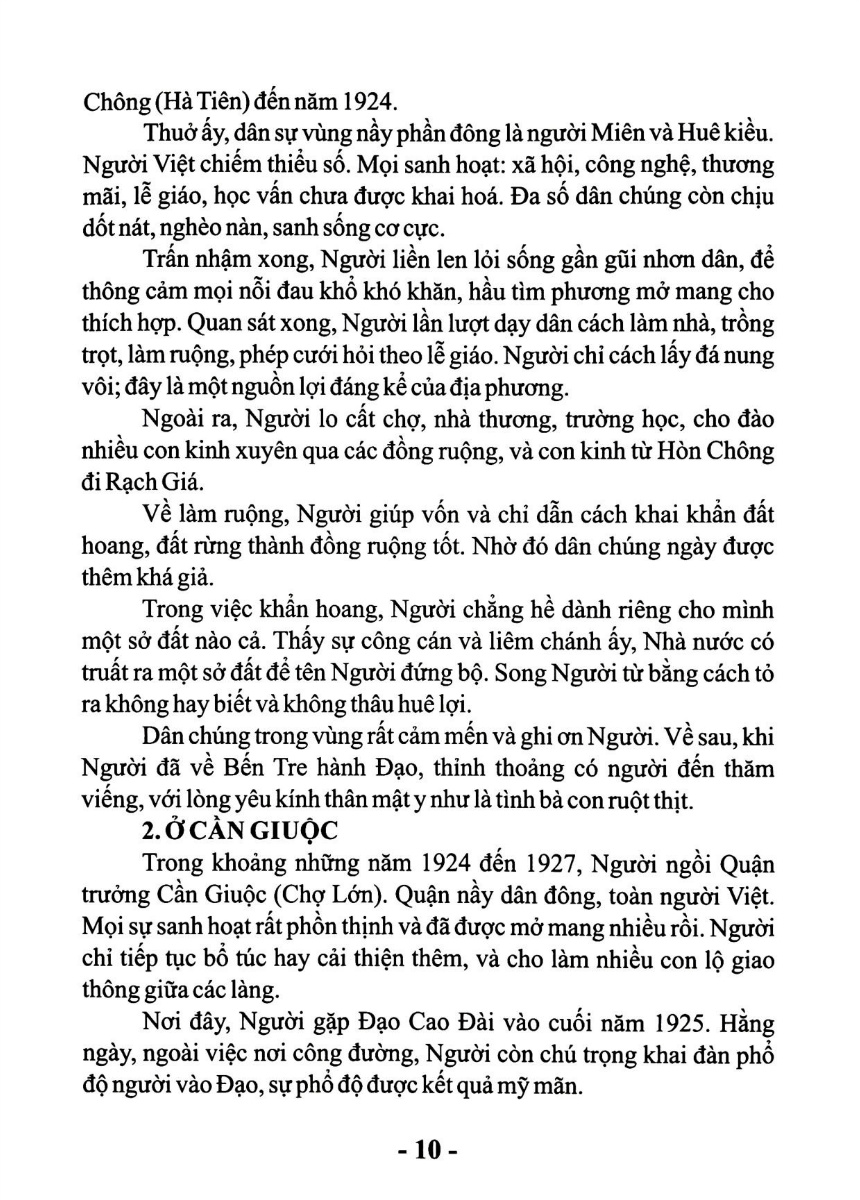 Chông (Hà Tiên) đến năm 1924.
Thuở ấy, dân sự vùng nầy phần đông là người Miên và Huê kiều.
Người Việt chiếm thiểu số. Mọi sanh hoạt: xã hội, công nghệ, thương
mãi, lễ giáo, học vấn chưa được khai hoá. Đa số dân chúng còn chịu
dốt nát, nghèo nàn, sanh sống cơ cực.
Trấn nhậm xong, Người liền len lỏi sống gần gũi nhơn dân, để
thông cảm mọi nỗi đau khổ khó khăn, hầu tìm phương mở mang cho
thích hợp. Quan sát xong, Người lần lượt dạy dân cách làm nhà, trồng
trọt, làm ruộng, phép cưới hỏi theo lễ giáo. Người chỉ cách lấy đá nung
vôi; đây là một nguồn lợi đáng kể của địa phương.
Ngoài ra, Người lo cất chợ, nhà thương, trường học, cho đào
nhiều con kinh xuyên qua các đồng ruộng, và con kinh từ Hòn Chông
đi Rạch Giá.
Về làm ruộng, Người giúp vốn và chỉ dẫn cách khai khẩn đất
hoang, đất rừng thành đồng ruộng tốt. Nhờ đó dân chúng ngày được
thêm khá giả.
Trong việc khẩn hoang, Người chẳng hề dành riêng cho mình
một sở đất nào cả. Thấy sự công cán và liêm chánh ấy, Nhà nước có
truất ra một sở đất để tên Người đứng bộ. Song Người từ bằng cách tỏ
ra không hay biết và không thâu huê lợi.
Dân chúng trong vùng rất cảm mến và ghi ơn Người. Về sau, khi
Người đã về Bến Tre hành Đạo, thỉnh thoảng có người đến thăm
viếng, với lòng yêu kính thân mật y như là tình bà con ruột thịt.
2. Ở CẦN GIUỘC
Trong khoảng những năm 1924 đến 1927, Người ngồi Quận
trưởng Cần Giuộc (Chợ Lớn). Quận nầy dân đông, toàn người Việt.
Mọi sự sanh hoạt rất phồn thịnh và đã được mở mang nhiều rồi. Người
chỉ tiếp tục bổ túc hay cải thiện thêm, và cho làm nhiều con lộ giao
thông giữa các làng.
Nơi đây, Người gặp Đạo Cao Đài vào cuối năm 1925. Hằng
ngày, ngoài việc nơi công đường, Người còn chú trọng khai đàn phổ
độ người vào Đạo, sự phổ độ được kết quả mỹ mãn.
- 10 -